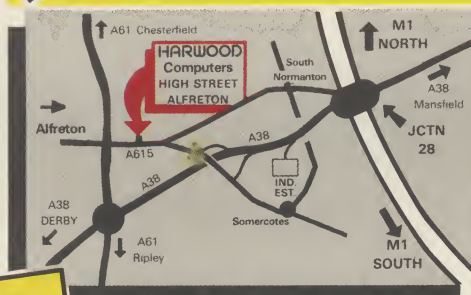 A61 Chesterfield
M1
NORTH
HARWOOD
Computers
HIGH STREET
ALFRETON
South
Normanton
A38
Mansfield
Alfreton
A615
A38
JCTN
28
A38
IND.
EST.
A38
DERBY
Somercotes
A61
Ripley
M1
SOUTH